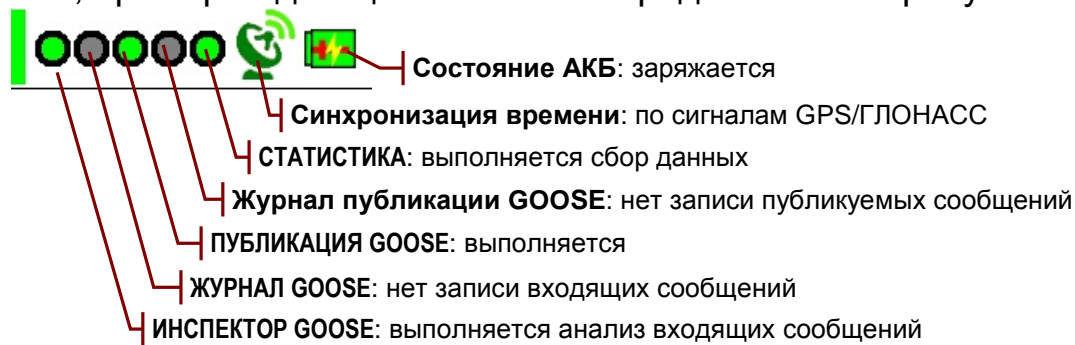 Состояние АКБ: заряжается
Синхронизация времени: по сигналам GPS/ГЛОНАСС
СТАТИСТИКА: выполняется сбор данных
Журнал публикации GOOSE: нет записи публикуемых сообщений
ПУБЛИКАЦИЯ GOOSE: выполняется
ЖУРНАЛ GOOSE: нет записи входящих сообщений
ИНСПЕКТОР GOOSE: выполняется анализ входящих сообщений